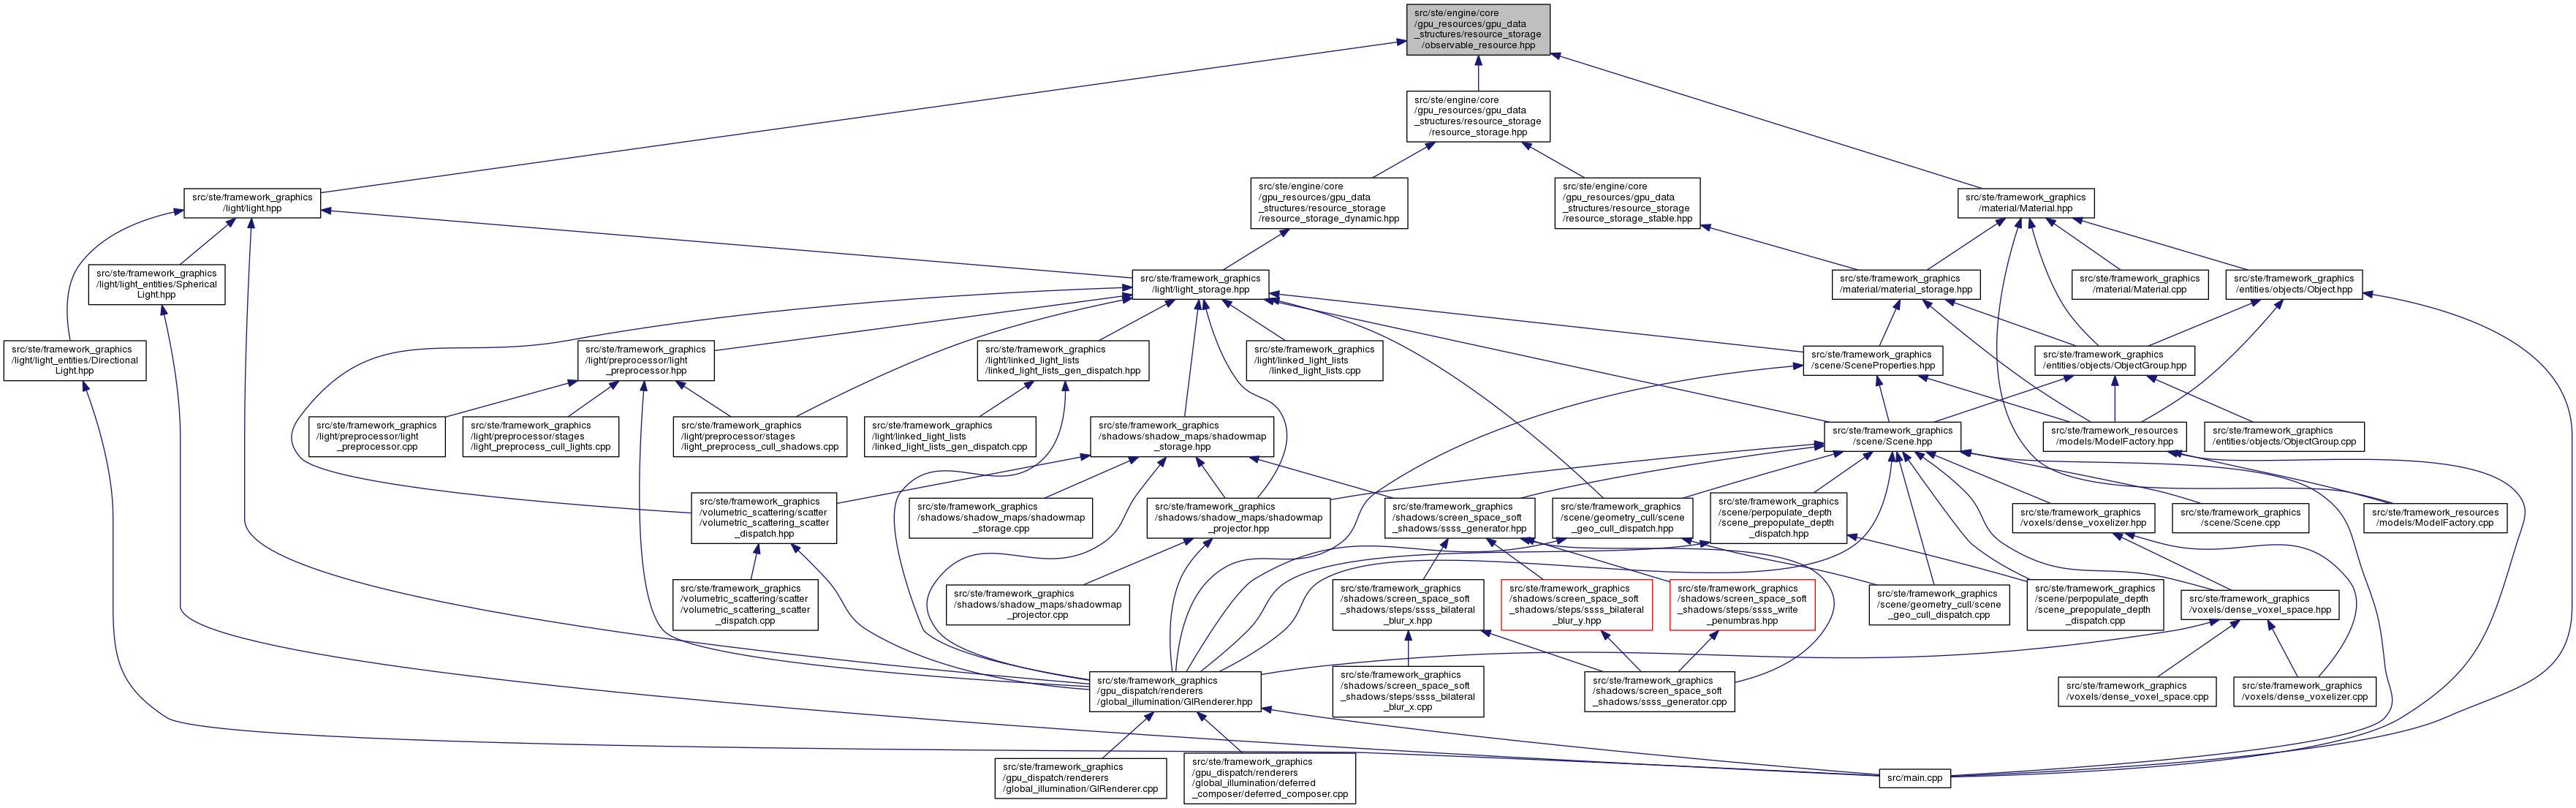 src/ste/engine/core
/gpu_resources/gpu_data
_structures/resource_storage
/observable_resource.hpp
src/ste/engine/core
/gpu_resources/gpu_data
_structures/resource_storage
/resource_storage.hpp
src/ste/engine/core
/gpu_resources/gpu_data
_structures/resource_storage
/resource_storage_dynamic.hpp
src/ste/engine/core
/gpu_resources/gpu_data
_structures/resource_storage
/resource_storage_stable.hpp
src/ste/framework_graphics
/light/light.hpp
src/ste/framework_graphics
/material/Material.hpp
src/ste/framework_graphics
/light/light_entities/Spherical
Light.hpp
src/ste/framework_graphics
/light/light_storage.hpp
src/ste/framework_graphics
/material/material_storage.hpp
src/ste/framework_graphics
/material/Material.cpp
src/ste/framework_graphics
/entities/objects/Object.hpp
src/ste/framework_graphics
/light/light_entities/Directional
Light.hpp
src/ste/framework_graphics
/light/preprocessor/light
_preprocessor.hpp
src/ste/framework_graphics
/light/linked_light_lists
/linked_light_lists_gen_dispatch.hpp
src/ste/framework_graphics
/light/linked_light_lists
/linked_light_lists.cpp
src/ste/framework_graphics
/scene/SceneProperties.hpp
src/ste/framework_graphics
/entities/objects/ObjectGroup.hpp
src/ste/framework_graphics
/light/preprocessor/light
_preprocessor.cpp
src/ste/framework_graphics
/light/preprocessor/stages
/light_preprocess_cull_lights.cpp
src/ste/framework_graphics
/light/preprocessor/stages
/light_preprocess_cull_shadows.cpp
src/ste/framework_graphics
/light/linked_light_lists
/linked_light_lists_gen_dispatch.cpp
src/ste/framework_graphics
/shadows/shadow_maps/shadowmap
_storage.hpp
src/ste/framework_graphics
/scene/Scene.hpp
src/ste/framework_resources
/models/ModelFactory.hpp
src/ste/framework_graphics
/entities/objects/ObjectGroup.cpp
src/ste/framework_graphics
/volumetric_scattering/scatter
/volumetric_scattering_scatter
_dispatch.hpp
src/ste/framework_graphics
/shadows/shadow_maps/shadowmap
_storage.cpp
src/ste/framework_graphics
/shadows/shadow_maps/shadowmap
_projector.hpp
src/ste/framework_graphics
/shadows/screen_space_soft
_shadows/ssss_generator.hpp
src/ste/framework_graphics
/scene/geometry_cull/scene
_geo_cull_dispatch.hpp
src/ste/framework_graphics
/scene/perpopulate_depth
/scene_prepopulate_depth
_dispatch.hpp
src/ste/framework_graphics
/voxels/dense_voxelizer.hpp
src/ste/framework_graphics
/scene/Scene.cpp
src/ste/framework_resources
/models/ModelFactory.cpp
src/ste/framework_graphics
/volumetric_scattering/scatter
/volumetric_scattering_scatter
_dispatch.cpp
src/ste/framework_graphics
/shadows/shadow_maps/shadowmap
_projector.cpp
src/ste/framework_graphics
/shadows/screen_space_soft
_shadows/steps/ssss_bilateral
_blur_x.hpp
src/ste/framework_graphics
/shadows/screen_space_soft
_shadows/steps/ssss_bilateral
_blur_y.hpp
src/ste/framework_graphics
/shadows/screen_space_soft
_shadows/steps/ssss_write
_penumbras.hpp
src/ste/framework_graphics
/scene/geometry_cull/scene
_geo_cull_dispatch.cpp
src/ste/framework_graphics
/scene/perpopulate_depth
/scene_prepopulate_depth
_dispatch.cpp
src/ste/framework_graphics
/voxels/dense_voxel_space.hpp
src/ste/framework_graphics
/gpu_dispatch/renderers
/global_illumination/GIRenderer.hpp
src/ste/framework_graphics
/shadows/screen_space_soft
_shadows/steps/ssss_bilateral
_blur_x.cpp
src/ste/framework_graphics
/shadows/screen_space_soft
_shadows/ssss_generator.cpp
src/ste/framework_graphics
/voxels/dense_voxel_space.cpp
src/ste/framework_graphics
/voxels/dense_voxelizer.cpp
src/ste/framework_graphics
/gpu_dispatch/renderers
/global_illumination/GIRenderer.cpp
src/ste/framework_graphics
/gpu_dispatch/renderers
/global_illumination/deferred
_composer/deferred_composer.cpp
src/main.cpp